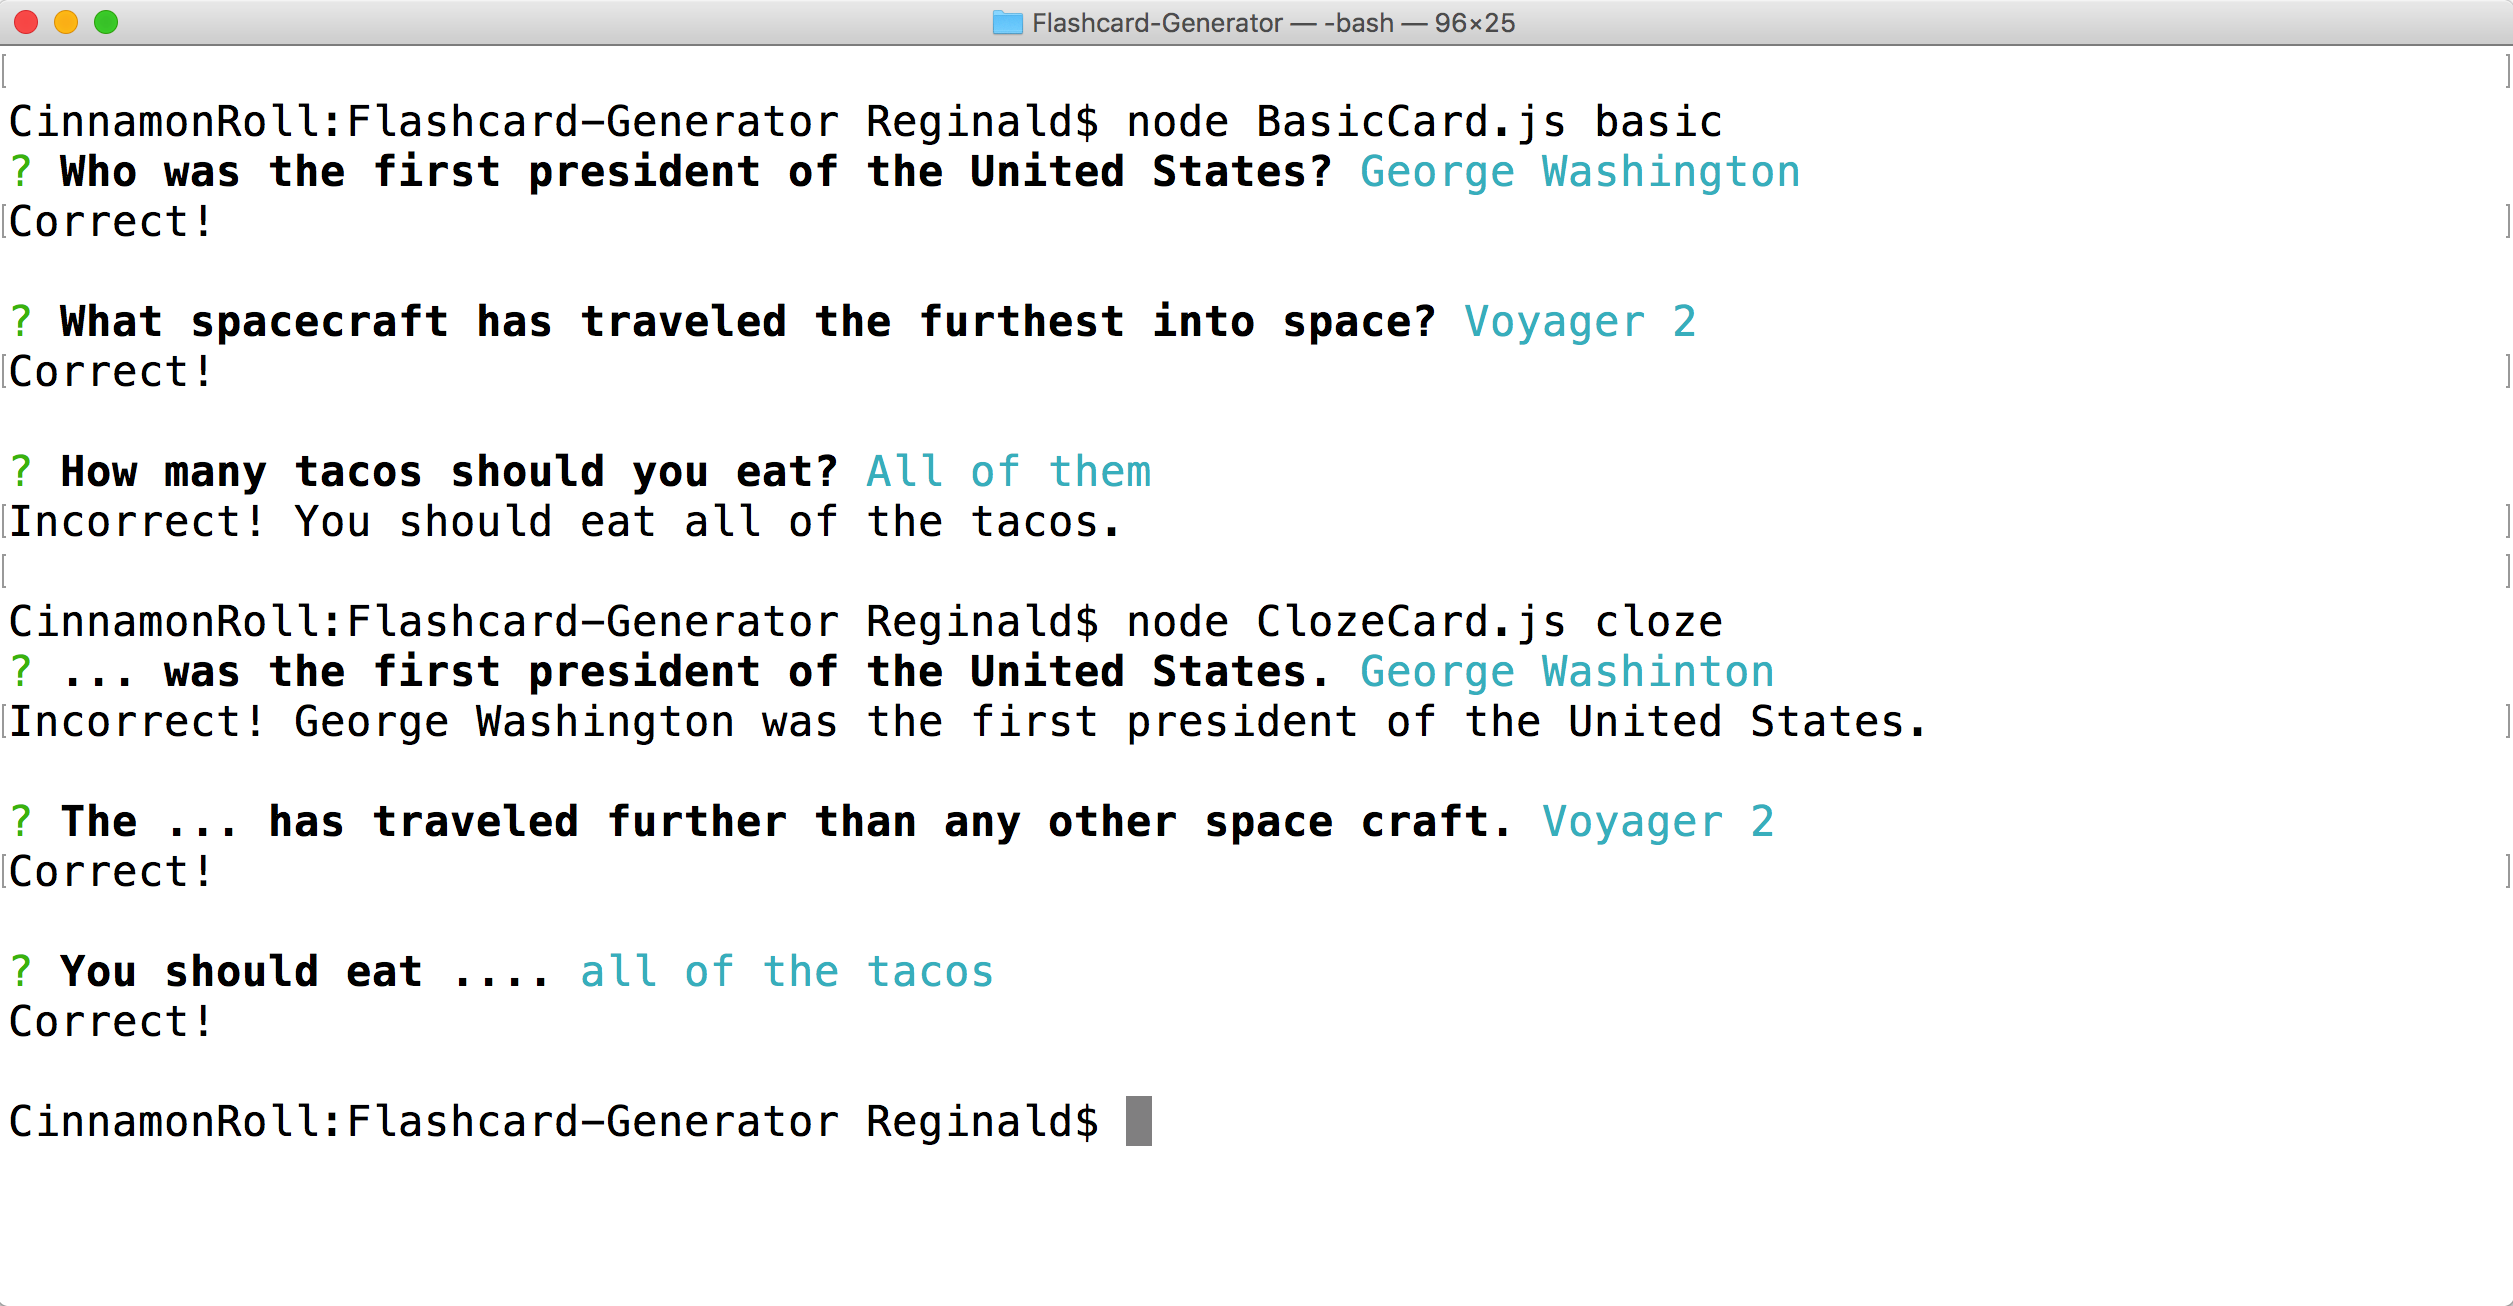 Flashcard-Generator — -bash — 96×25
CinnamonRoll:Flashcard-Generator Reginald$ node BasicCard.js basic
? Who was the first president of the United States? George Washington
Correct!
? What spacecraft has traveled the furthest into space? Voyager 2
Correct!
? How many tacos should you eat? All of them
Incorrect! You should eat all of the tacos.
CinnamonRoll:Flashcard-Generator Reginald$ node ClozeCard.js cloze
? ... was the first president of the United States. George Washinton
Incorrect! George Washington was the first president of the United States.
? The ... has traveled further than any other space craft. Voyager 2
Correct!
? You should eat .... all of the tacos
Correct!
CinnamonRoll:Flashcard-Generator Reginald$